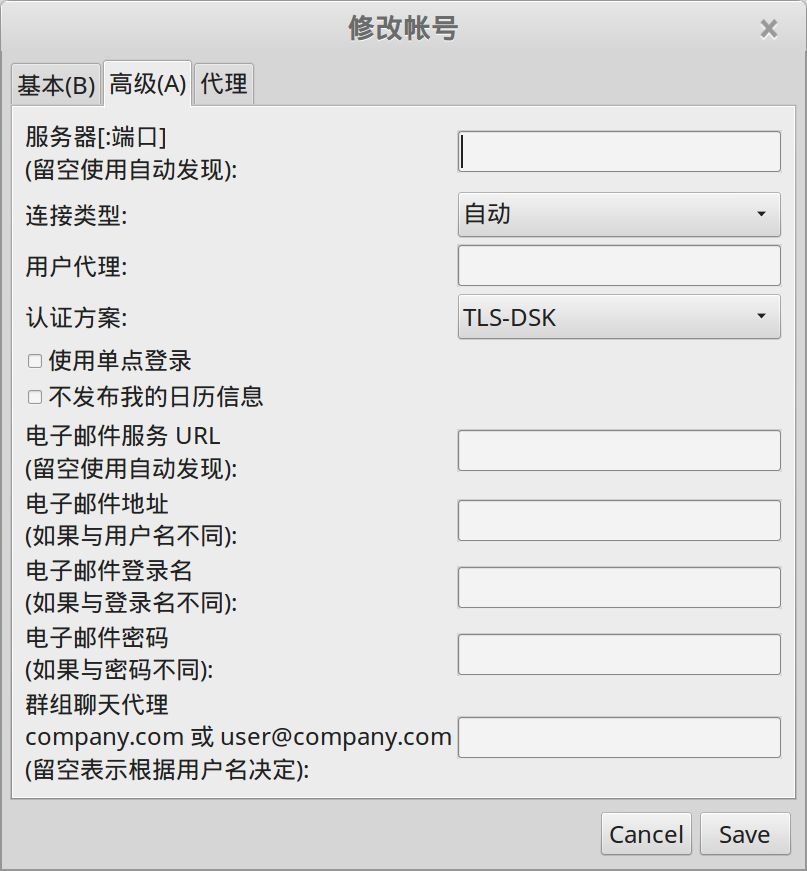 修改帐号
基本(B) 高级(A) 代理
服务器[:端口]
(留空使用自动发现):
连接类型: 自动
用户代理:
认证方案: TLS-DSK
使用单点登录
不发布我的日历信息
电子邮件服务 URL
(留空使用自动发现):
电子邮件地址
(如果与用户名不同):
电子邮件登录名
(如果与登录名不同):
电子邮件密码
(如果与密码不同):
群组聊天代理
company.com 或 user@company.com
(留空表示根据用户名决定):
Cancel Save